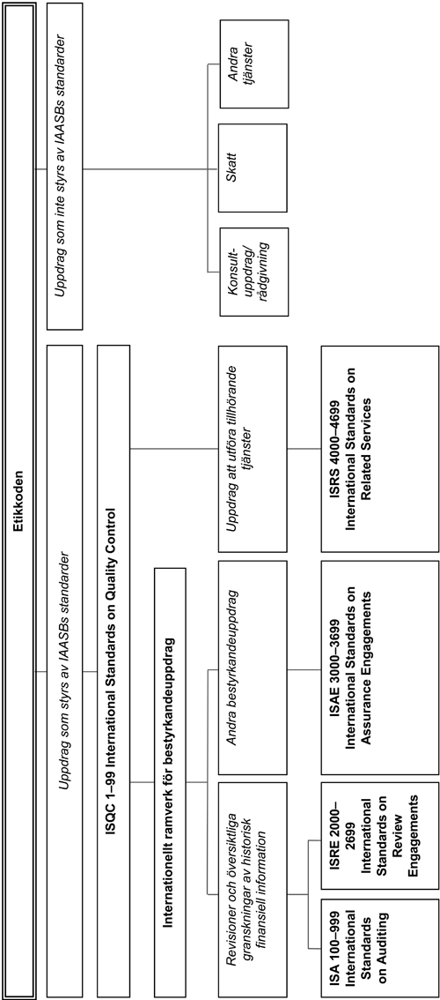 Etikkoden
Uppdrag som styrs av IAASBs standarder
Uppdrag som inte styrs av IAASBs standarder
ISQC 1–99 International Standards on Quality Control
Internationellt ramverk för bestyrkandeuppdrag
Revisioner och översiktliga
granskningar av historisk
finansiell information
Andra bestyrkandeuppdrag
Uppdrag att utföra tillhörande
tjänster
Konsult-
uppdrag/
rådgivning
Skatt
Andra
tjänster
ISA 100–999
International
Standards
on Auditing
ISRE 2000–
2699
International
Standards on
Review
Engagements
ISAE 3000–3699
International Standards on
Assurance Engagements
ISRS 4000–4699
International Standards on
Related Services